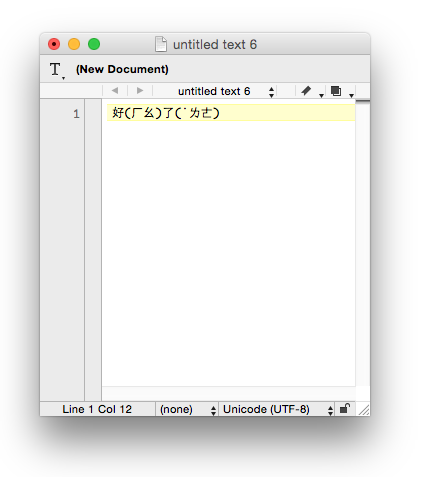 untitled text 6
T
(New Document)
untitled text 6
1
好(ㄏㄠ)了(˙ㄌㄜ)
Line 1 Col 12
(none)
Unicode (UTF-8)